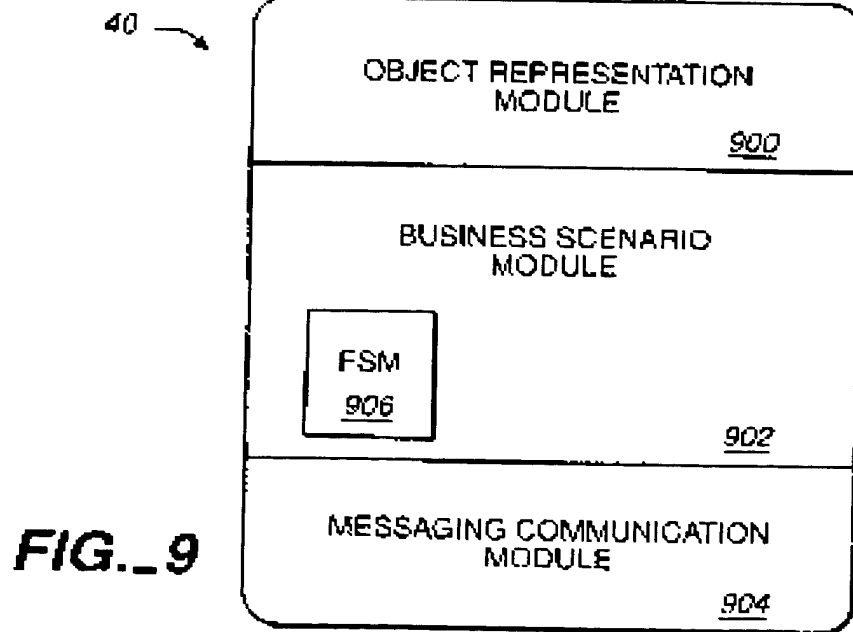 40
OBJECT REPRESENTATION
MODULE
900
BUSINESS SCENARIO
MODULE
FSM
906
902
MESSAGING COMMUNICATION
MODULE
904
FIG._9